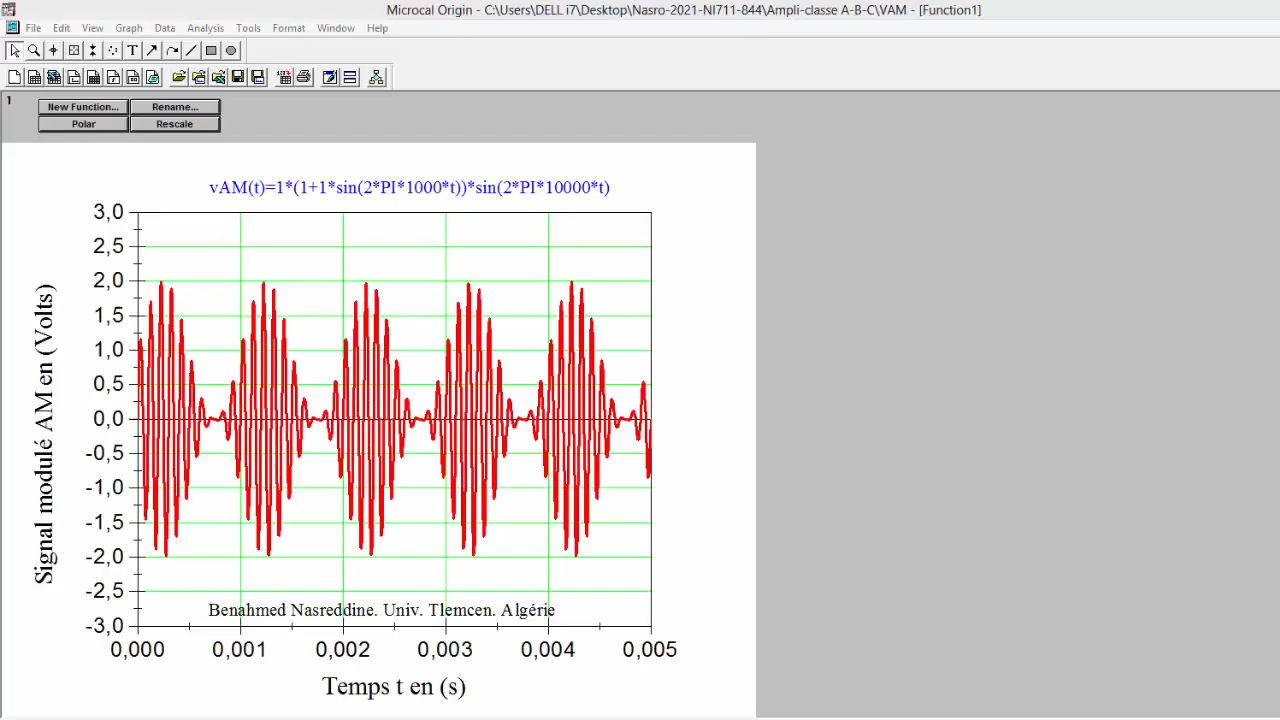 Microcal Origin - C:\Users\DELL i7\Desktop\Nasro-2021-NI711-844\Ampli-classe A-B-C\VAM - [Function1]
File Edit View Graph Data Analysis Tools Format Window Help
1
New Function... Rename...
Polar Rescale
vAM(t)=1*(1+1*sin(2*PI*1000*t))*sin(2*PI*10000*t)
3,0
2,5
2,0
1,5
1,0
0,5
0,0
-0,5
-1,0
-1,5
-2,0
-2,5
-3,0
Signal modulé AM en (Volts)
Benahmed Nasreddine. Univ. Tlemcen. Algérie
0,000 0,001 0,002 0,003 0,004 0,005
Temps t en (s)